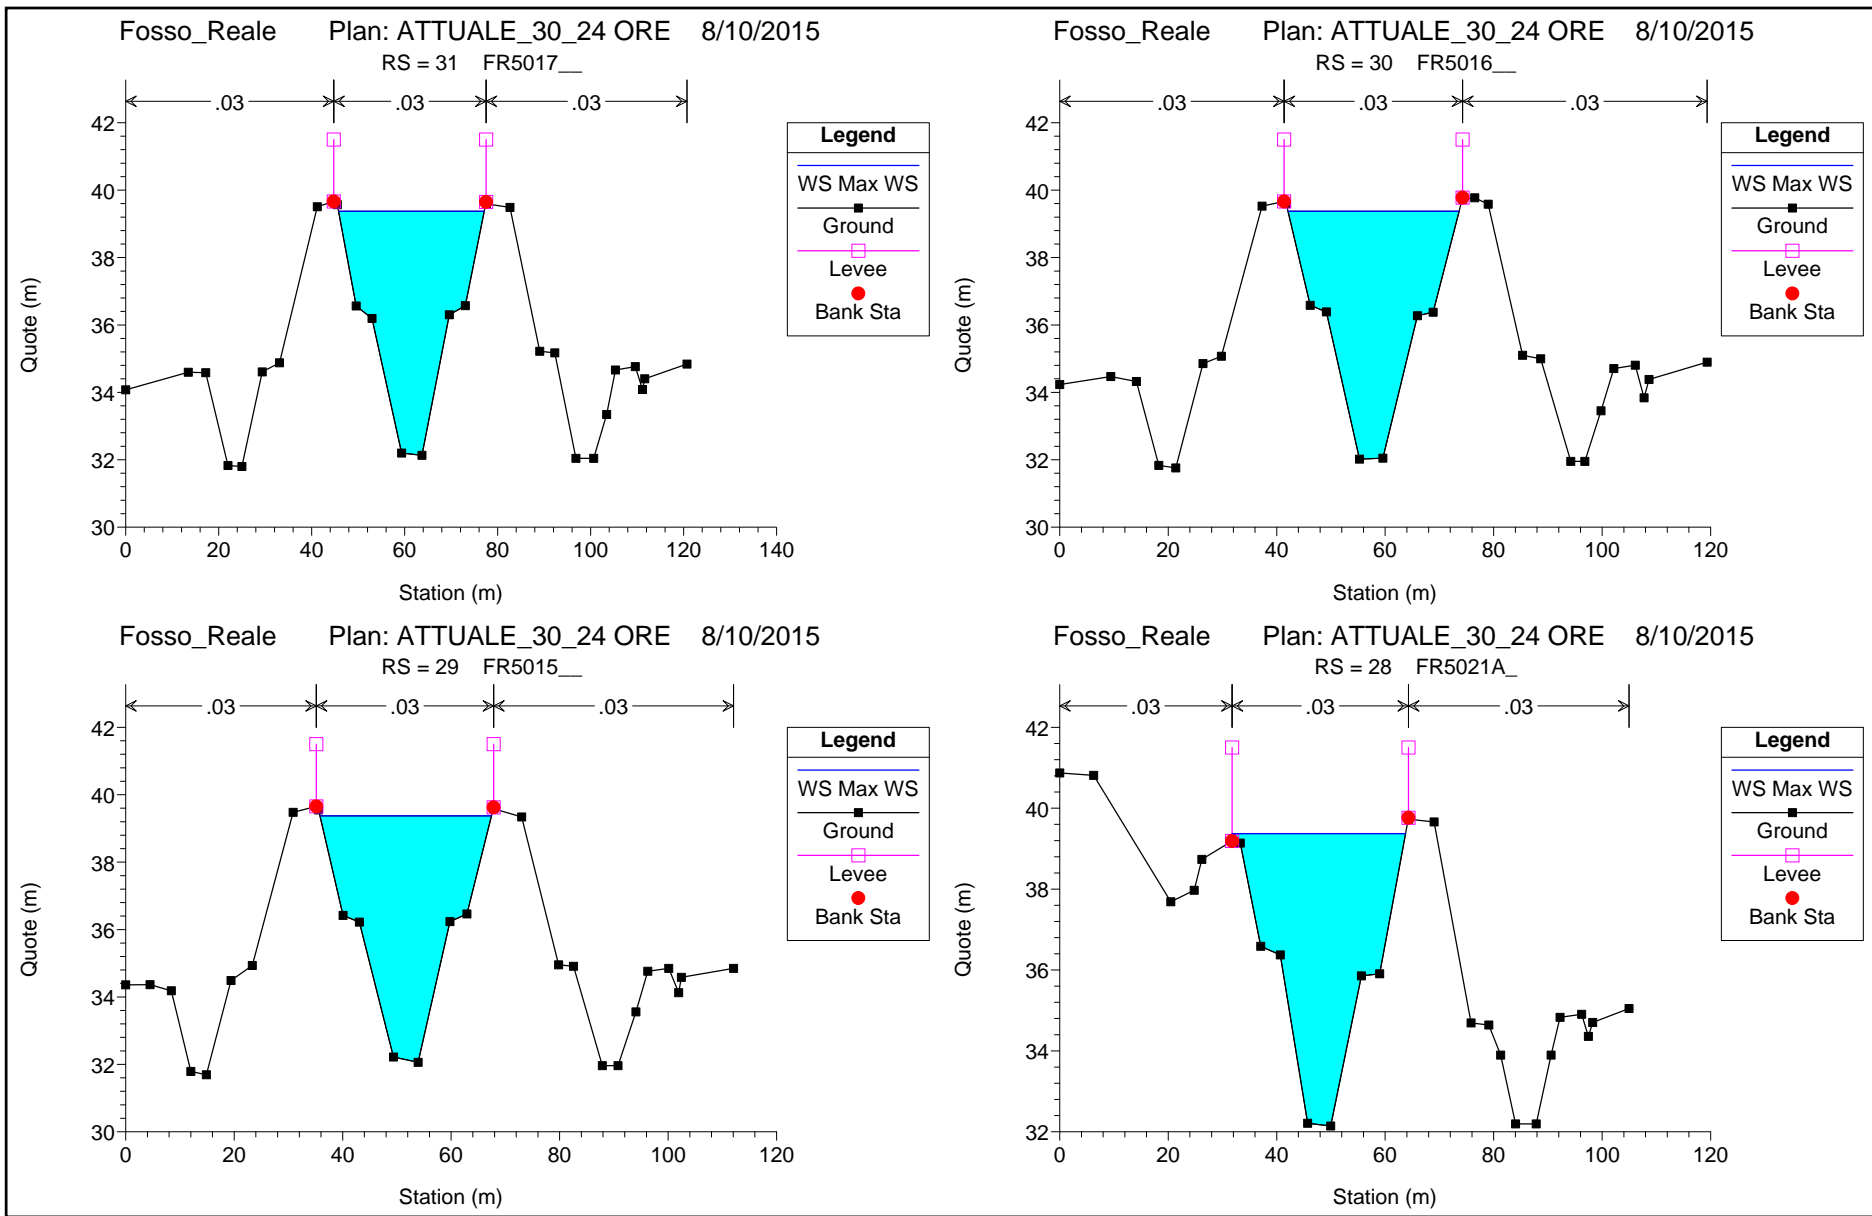 Fosso_Reale Plan: ATTUALE_30_24 ORE 8/10/2015
RS = 31 FR5017__
.03 .03 .03
42
40
38
36
34
32
30
Quote (m)
0 20 40 60 80 100 120 140
Station (m)
Legend
WS Max WS
Ground
Levee
Bank Sta
Fosso_Reale Plan: ATTUALE_30_24 ORE 8/10/2015
RS = 30 FR5016__
.03 .03 .03
42
40
38
36
34
32
30
Quote (m)
0 20 40 60 80 100 120
Station (m)
Legend
WS Max WS
Ground
Levee
Bank Sta
Fosso_Reale Plan: ATTUALE_30_24 ORE 8/10/2015
RS = 29 FR5015__
.03 .03 .03
42
40
38
36
34
32
30
Quote (m)
0 20 40 60 80 100 120
Station (m)
Legend
WS Max WS
Ground
Levee
Bank Sta
Fosso_Reale Plan: ATTUALE_30_24 ORE 8/10/2015
RS = 28 FR5021A_
.03 .03 .03
42
40
38
36
34
32
Quote (m)
0 20 40 60 80 100 120
Station (m)
Legend
WS Max WS
Ground
Levee
Bank Sta